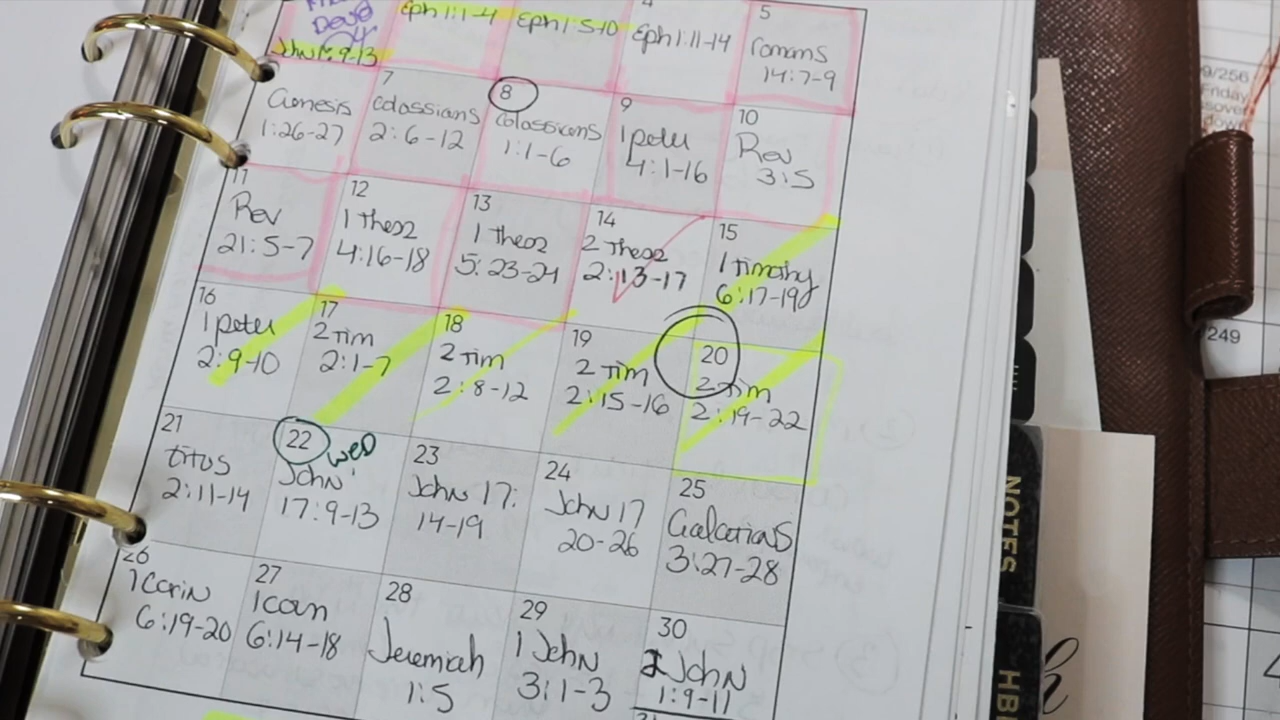 David
John 1:9-13
Eph 1:1-4
Eph 1:5-10
4
Eph 1:11-14
5
romans
14:7-9
Genesis
1:26-27
7
Colossians
2:6-12
8
Colossians
1:1-6
9
1 peter
4:1-16
10
Rev
3:5
11
Rev
21:5-7
12
1 Thess
4:16-18
13
1 Thess
5:23-24
14
2 Thess
2:13-17
15
1 Timothy
6:17-19
16
1 peter
2:9-10
17
2 Tim
2:1-7
18
2 Tim
2:8-12
19
2 Tim
2:15-16
20
2 Tim
2:19-22
21
titus
2:11-14
22 Wed
John
17:9-13
23
John 17:
14-19
24
John 17
20-26
25
Galatians
3:27-28
26
1 Corin
6:19-20
27
1 Corin
6:14-18
28
Jeremiah
1:5
29
1 John
3:1-3
30
2 John
1:9-11
31
NOTES
9/256
Friday
249